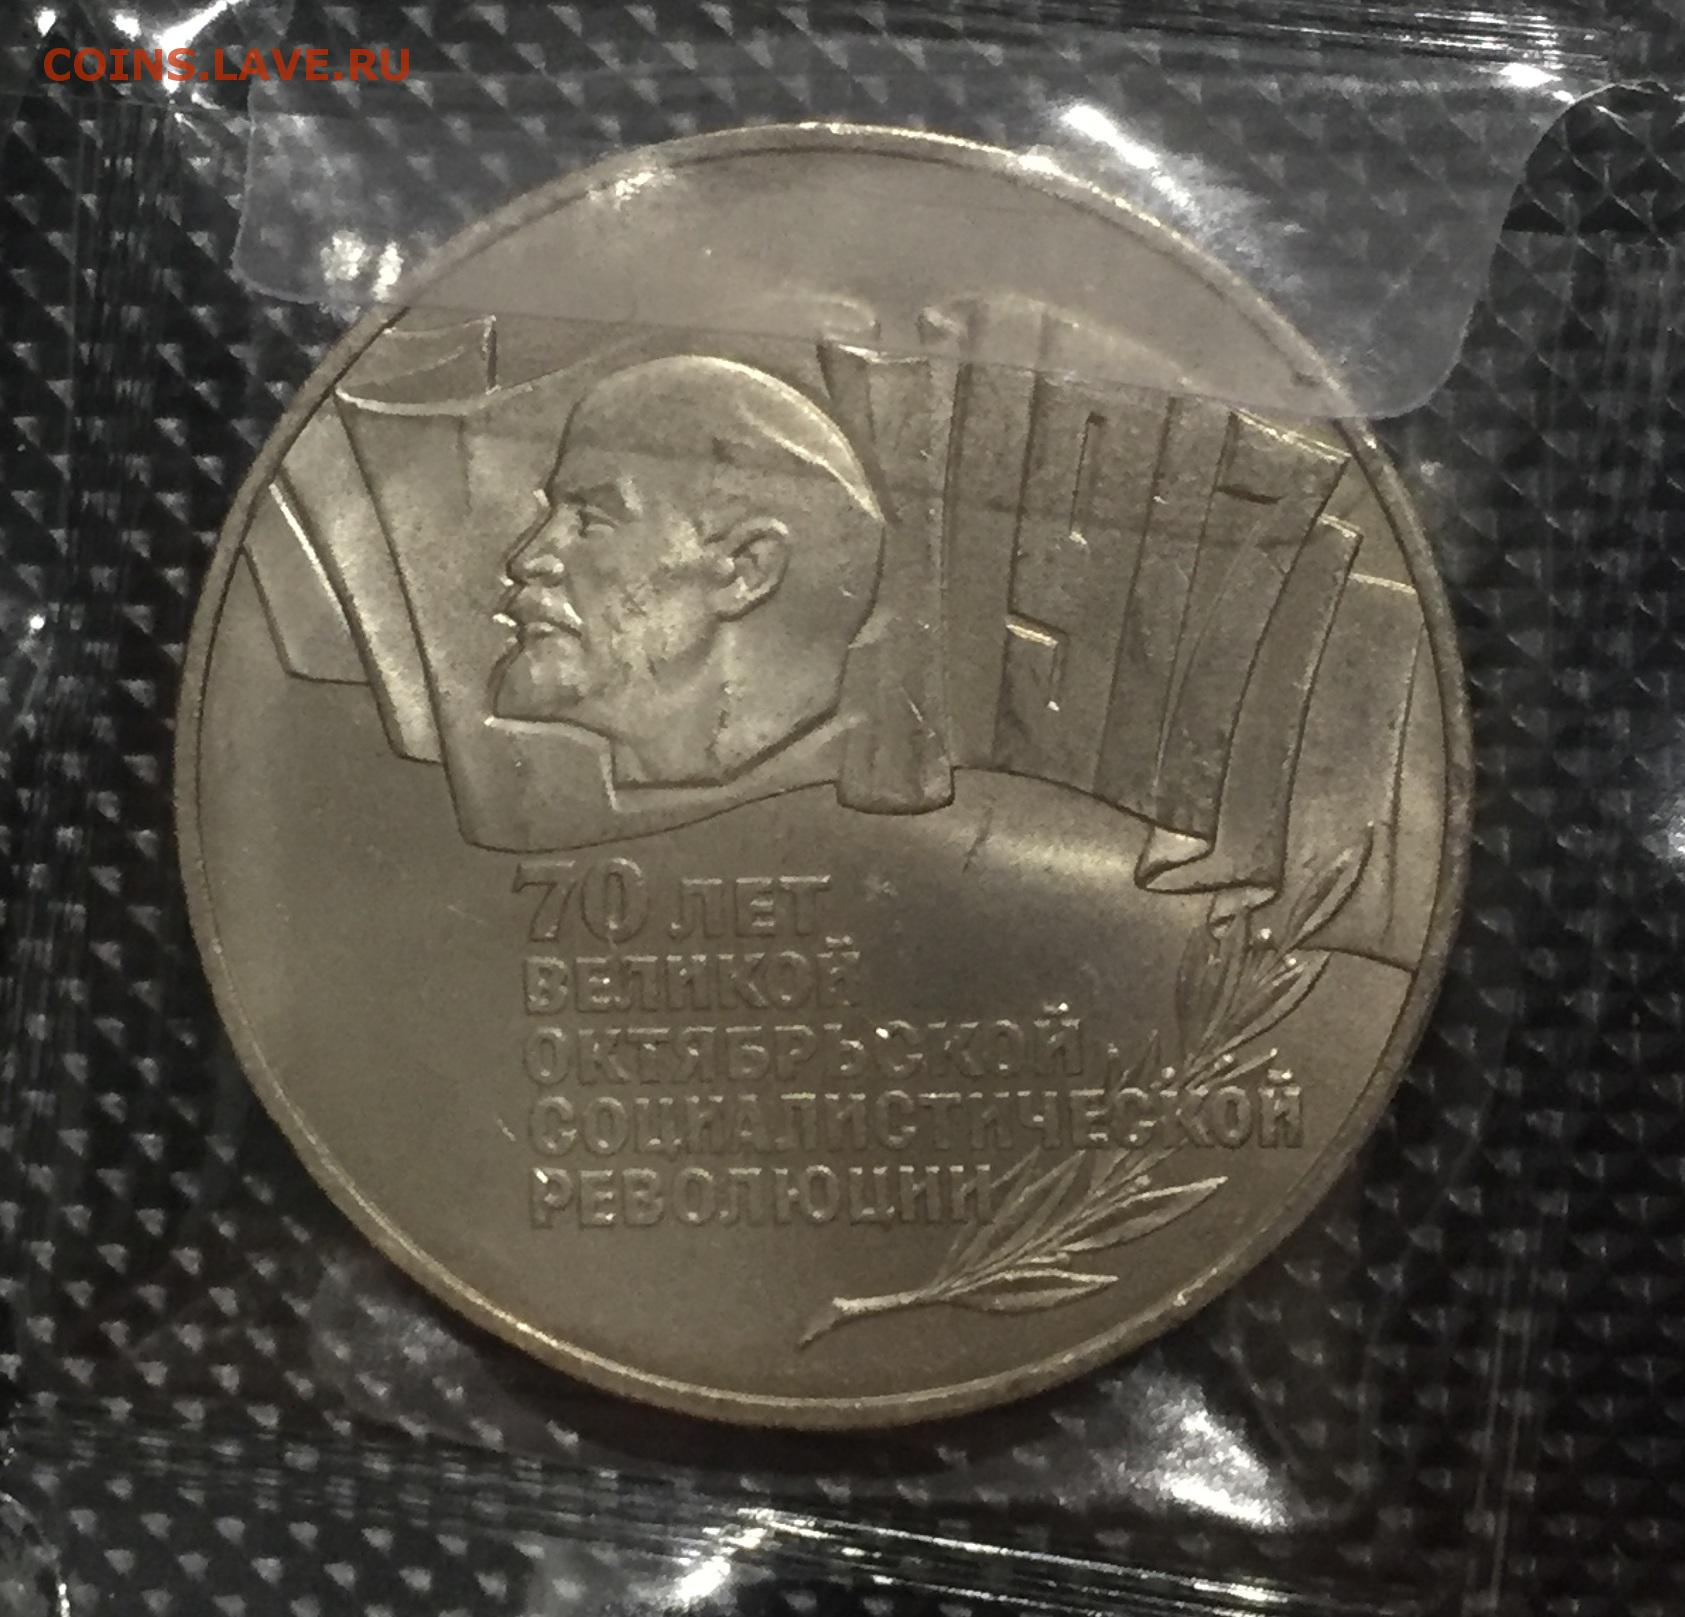 COINS.LAVE.RU
1917
70 ЛЕТ
ВЕЛИКОЙ
ОКТЯБРЬСКОЙ
СОЦИАЛИСТИЧЕСКОЙ
РЕВОЛЮЦИИ